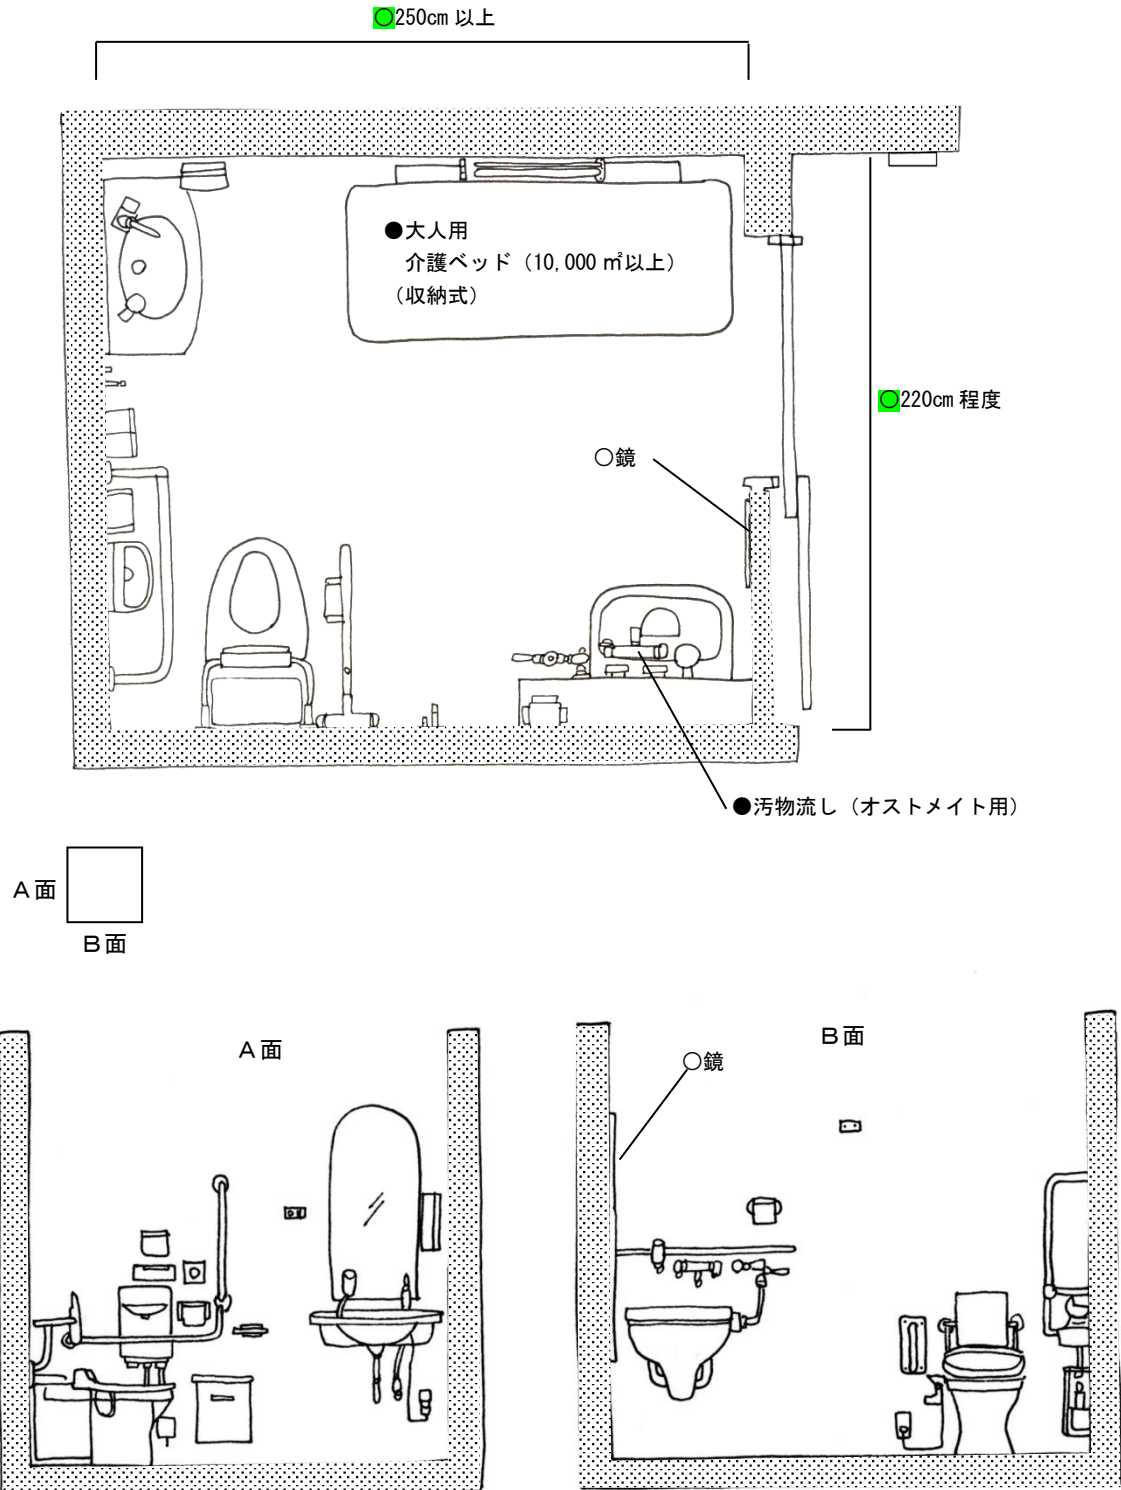 ○250cm 以上
●大人用
介護ベッド（10,000 ㎡以上）
（収納式）
○220cm 程度
○鏡
●汚物流し（オストメイト用）
Ａ面
Ｂ面
Ａ面
Ｂ面
○鏡